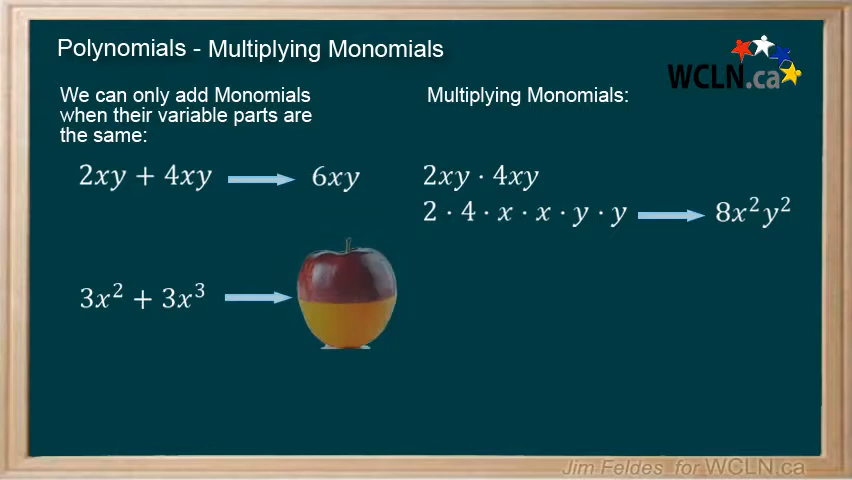 Polynomials - Multiplying Monomials
WCLN.ca
We can only add Monomials
when their variable parts are
the same:
2xy + 4xy
6xy
3x² + 3x³
Multiplying Monomials:
2xy · 4xy
2 · 4 · x · x · y · y
8x²y²
Jim Feldes for WCLN.ca